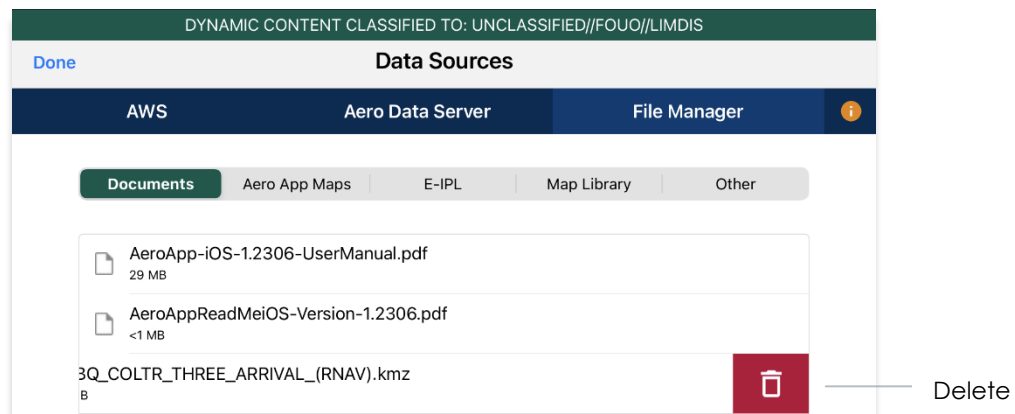 DYNAMIC CONTENT CLASSIFIED TO: UNCLASSIFIED//FOUO//LIMDIS
Done Data Sources
AWS Aero Data Server File Manager i
Documents Aero App Maps E-IPL Map Library Other
AeroApp-iOS-1.2306-UserManual.pdf
29 MB
AeroAppReadMeiOS-Version-1.2306.pdf
<1 MB
BQ_COLTR_THREE_ARRIVAL_(RNAV).kmz
B
Delete